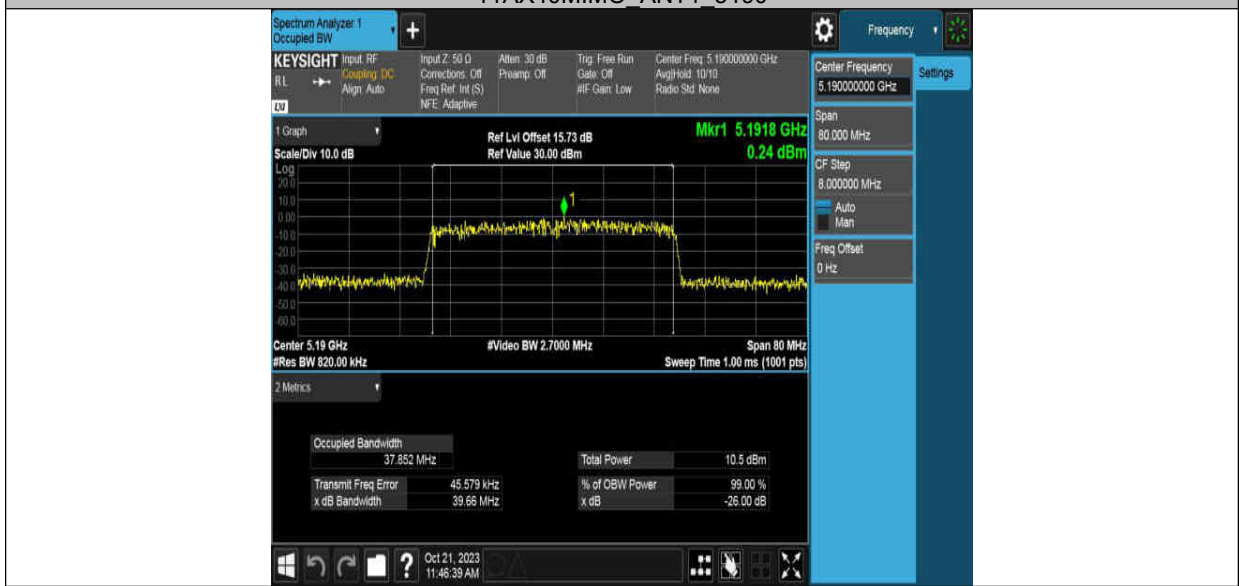 Spectrum Analyzer 1
Occupied BW
+
Frequency
KEYSIGHT
RL
LXI
Input: RF
Coupling: DC
Align: Auto
Input Z: 50 Ω
Corrections: Off
Freq Ref: Int (S)
NFE: Adaptive
Atten: 30 dB
Preamp: Off
Trig: Free Run
Gate: Off
#IF Gain: Low
Center Freq: 5.190000000 GHz
Avg|Hold: 10/10
Radio Std: None
Center Frequency
5.190000000 GHz
Settings
Span
80.000 MHz
CF Step
8.000000 MHz
Auto
Man
Freq Offset
0 Hz
1 Graph
Scale/Div 10.0 dB
Ref Lvl Offset 15.73 dB
Ref Value 30.00 dBm
Mkr1 5.1918 GHz
0.24 dBm
Log
20.0
10.0
0.00
-10.0
-20.0
-30.0
-40.0
-50.0
-60.0
1
Center 5.19 GHz
#Res BW 820.00 kHz
#Video BW 2.7000 MHz
Span 80 MHz
Sweep Time 1.00 ms (1001 pts)
2 Metrics
Occupied Bandwidth
37.852 MHz
Total Power 10.5 dBm
Transmit Freq Error 45.579 kHz
% of OBW Power 99.00 %
x dB Bandwidth 39.66 MHz
x dB -26.00 dB
?
Oct 21, 2023
11:46:39 AM